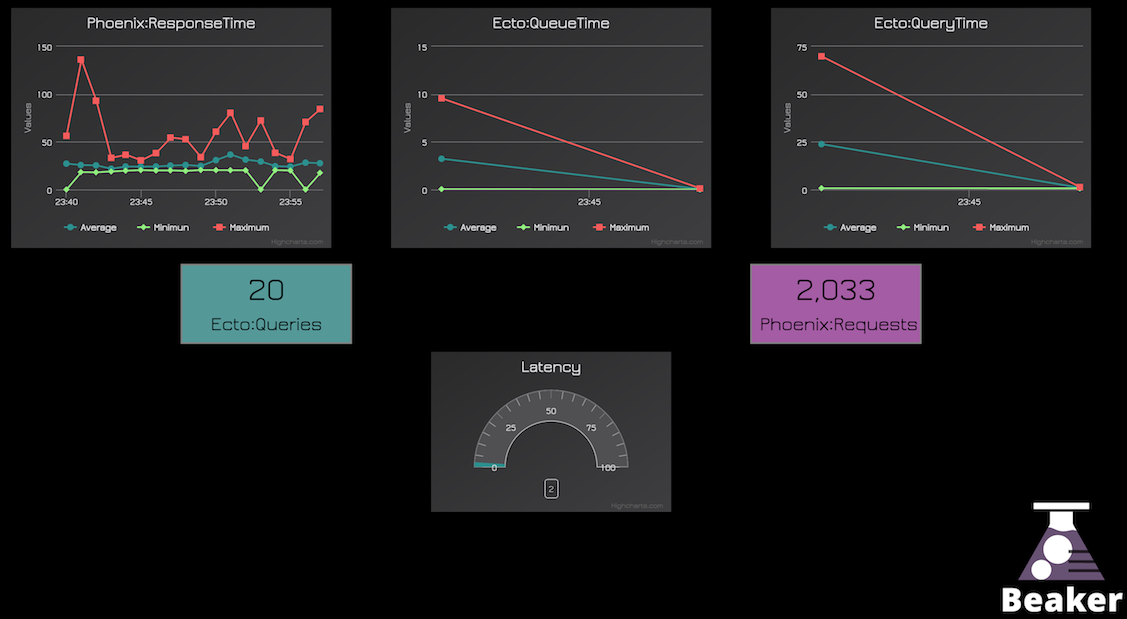 Phoenix:ResponseTime
150
100
50
0
Values
23:40 23:45 23:50 23:55
Average Minimun Maximum
Highcharts.com
Ecto:QueueTime
15
10
5
0
Values
23:45
Average Minimun Maximum
Highcharts.com
Ecto:QueryTime
75
50
25
0
Values
23:45
Average Minimun Maximum
Highcharts.com
20
Ecto:Queries
2,033
Phoenix:Requests
Latency
0 25 50 75 100
2
Highcharts.com
Beaker